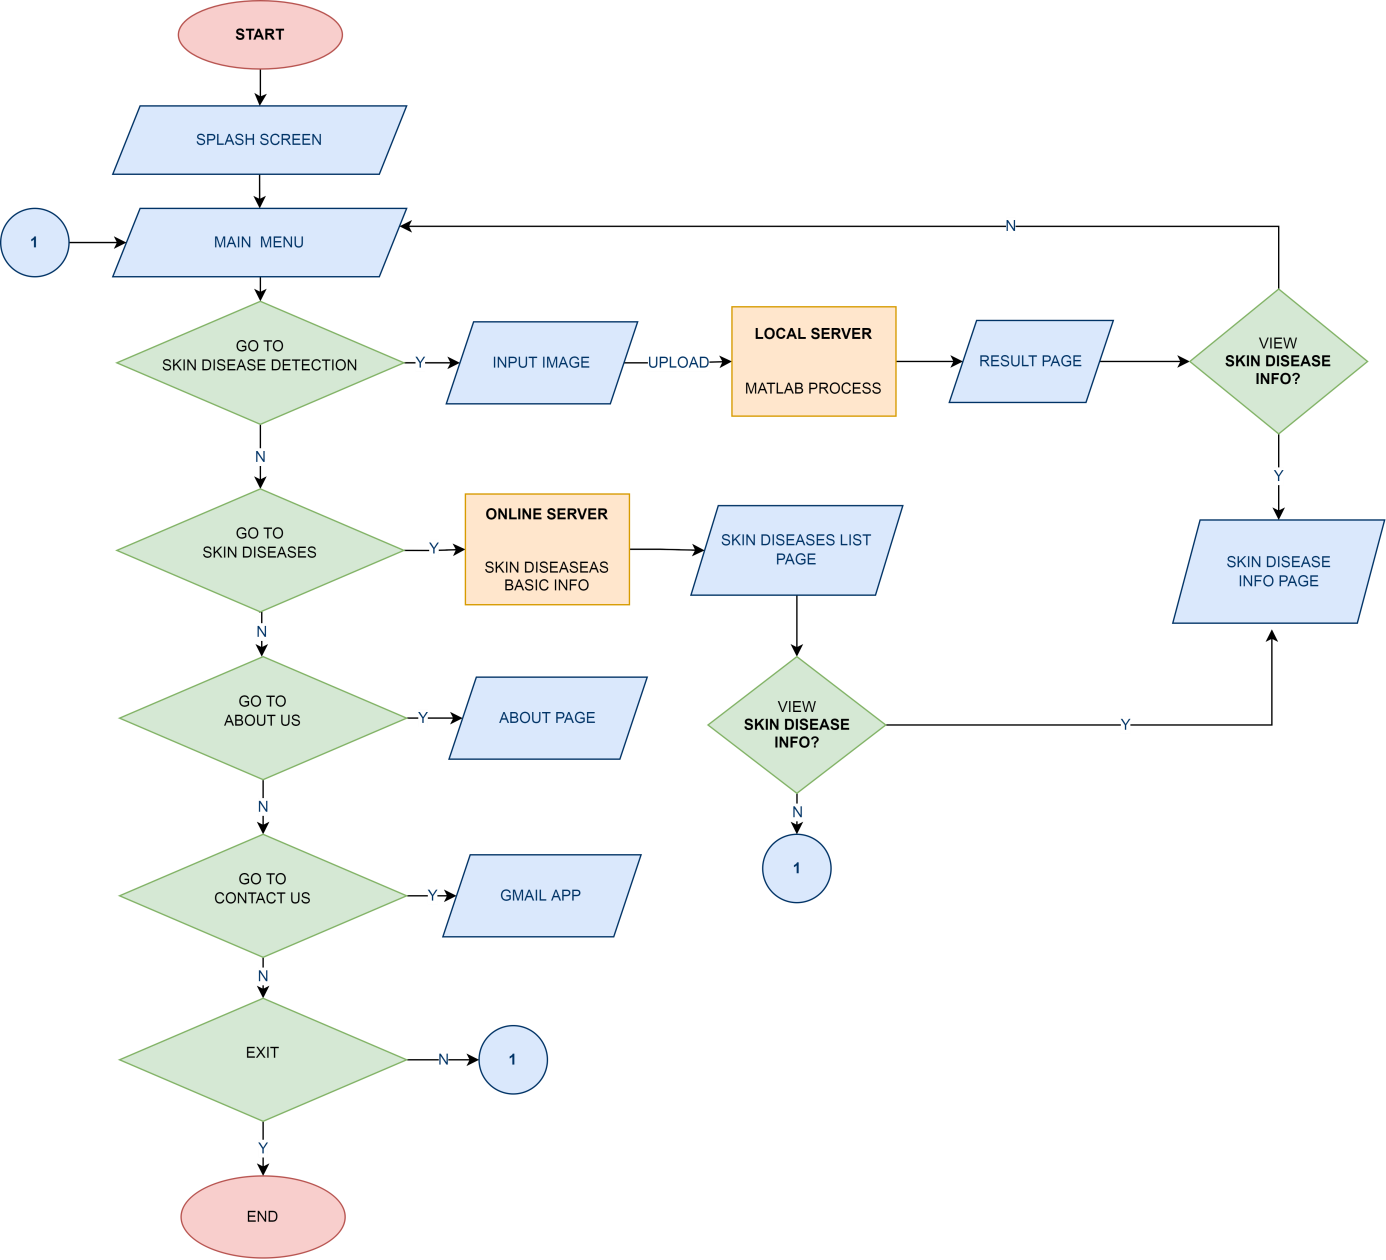 START
SPLASH SCREEN
1
MAIN  MENU
N
GO TO
SKIN DISEASE DETECTION
Y
INPUT IMAGE
UPLOAD
LOCAL SERVER
MATLAB PROCESS
RESULT PAGE
VIEW
SKIN DISEASE
INFO?
N
Y
GO TO
SKIN DISEASES
Y
ONLINE SERVER
SKIN DISEASEAS
BASIC INFO
SKIN DISEASES LIST
PAGE
SKIN DISEASE
INFO PAGE
N
GO TO
ABOUT US
Y
ABOUT PAGE
VIEW
SKIN DISEASE
INFO?
Y
N
N
1
GO TO
CONTACT US
Y
GMAIL APP
N
EXIT
N
1
Y
END